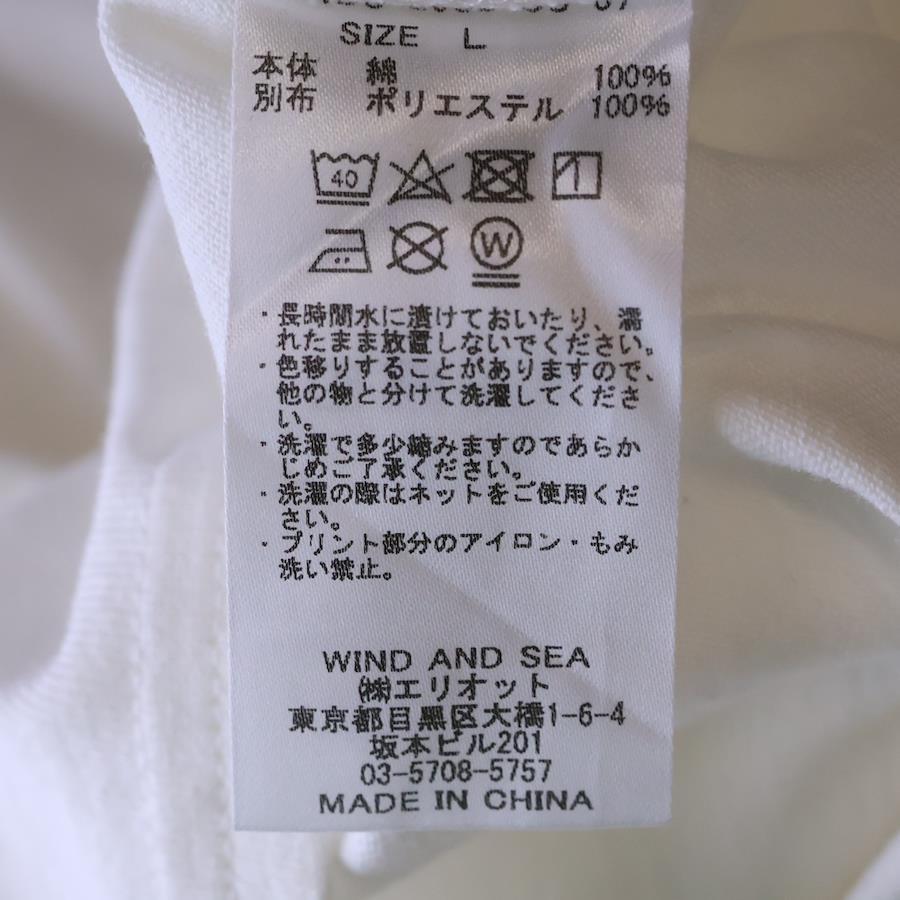 SIZE L
本体 綿 100%
別布 ポリエステル 100%
40
W
・長時間水に漬けておいたり、濡
れたまま放置しないでください。
・色移りすることがありますので、
他の物と分けて洗濯してくださ
い。
・洗濯で多少縮みますのであらか
じめご了承ください。
・洗濯の際はネットをご使用くだ
さい。
・プリント部分のアイロン・もみ
洗い禁止。
WIND AND SEA
㈱エリオット
東京都目黒区大橋1-6-4
坂本ビル201
03-5708-5757
MADE IN CHINA